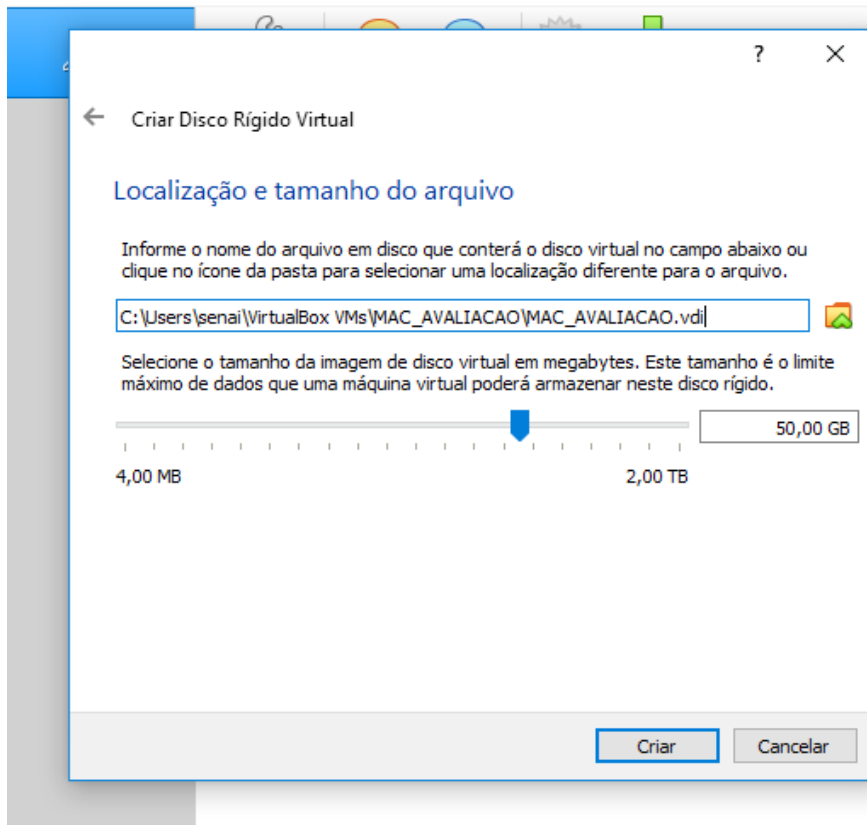 ?
Criar Disco Rígido Virtual
Localização e tamanho do arquivo
Informe o nome do arquivo em disco que conterá o disco virtual no campo abaixo ou
clique no ícone da pasta para selecionar uma localização diferente para o arquivo.
C:\Users\senai\VirtualBox VMs\MAC_AVALIACAO\MAC_AVALIACAO.vdi
Selecione o tamanho da imagem de disco virtual em megabytes. Este tamanho é o limite
máximo de dados que uma máquina virtual poderá armazenar neste disco rígido.
50,00 GB
4,00 MB 2,00 TB
Criar Cancelar